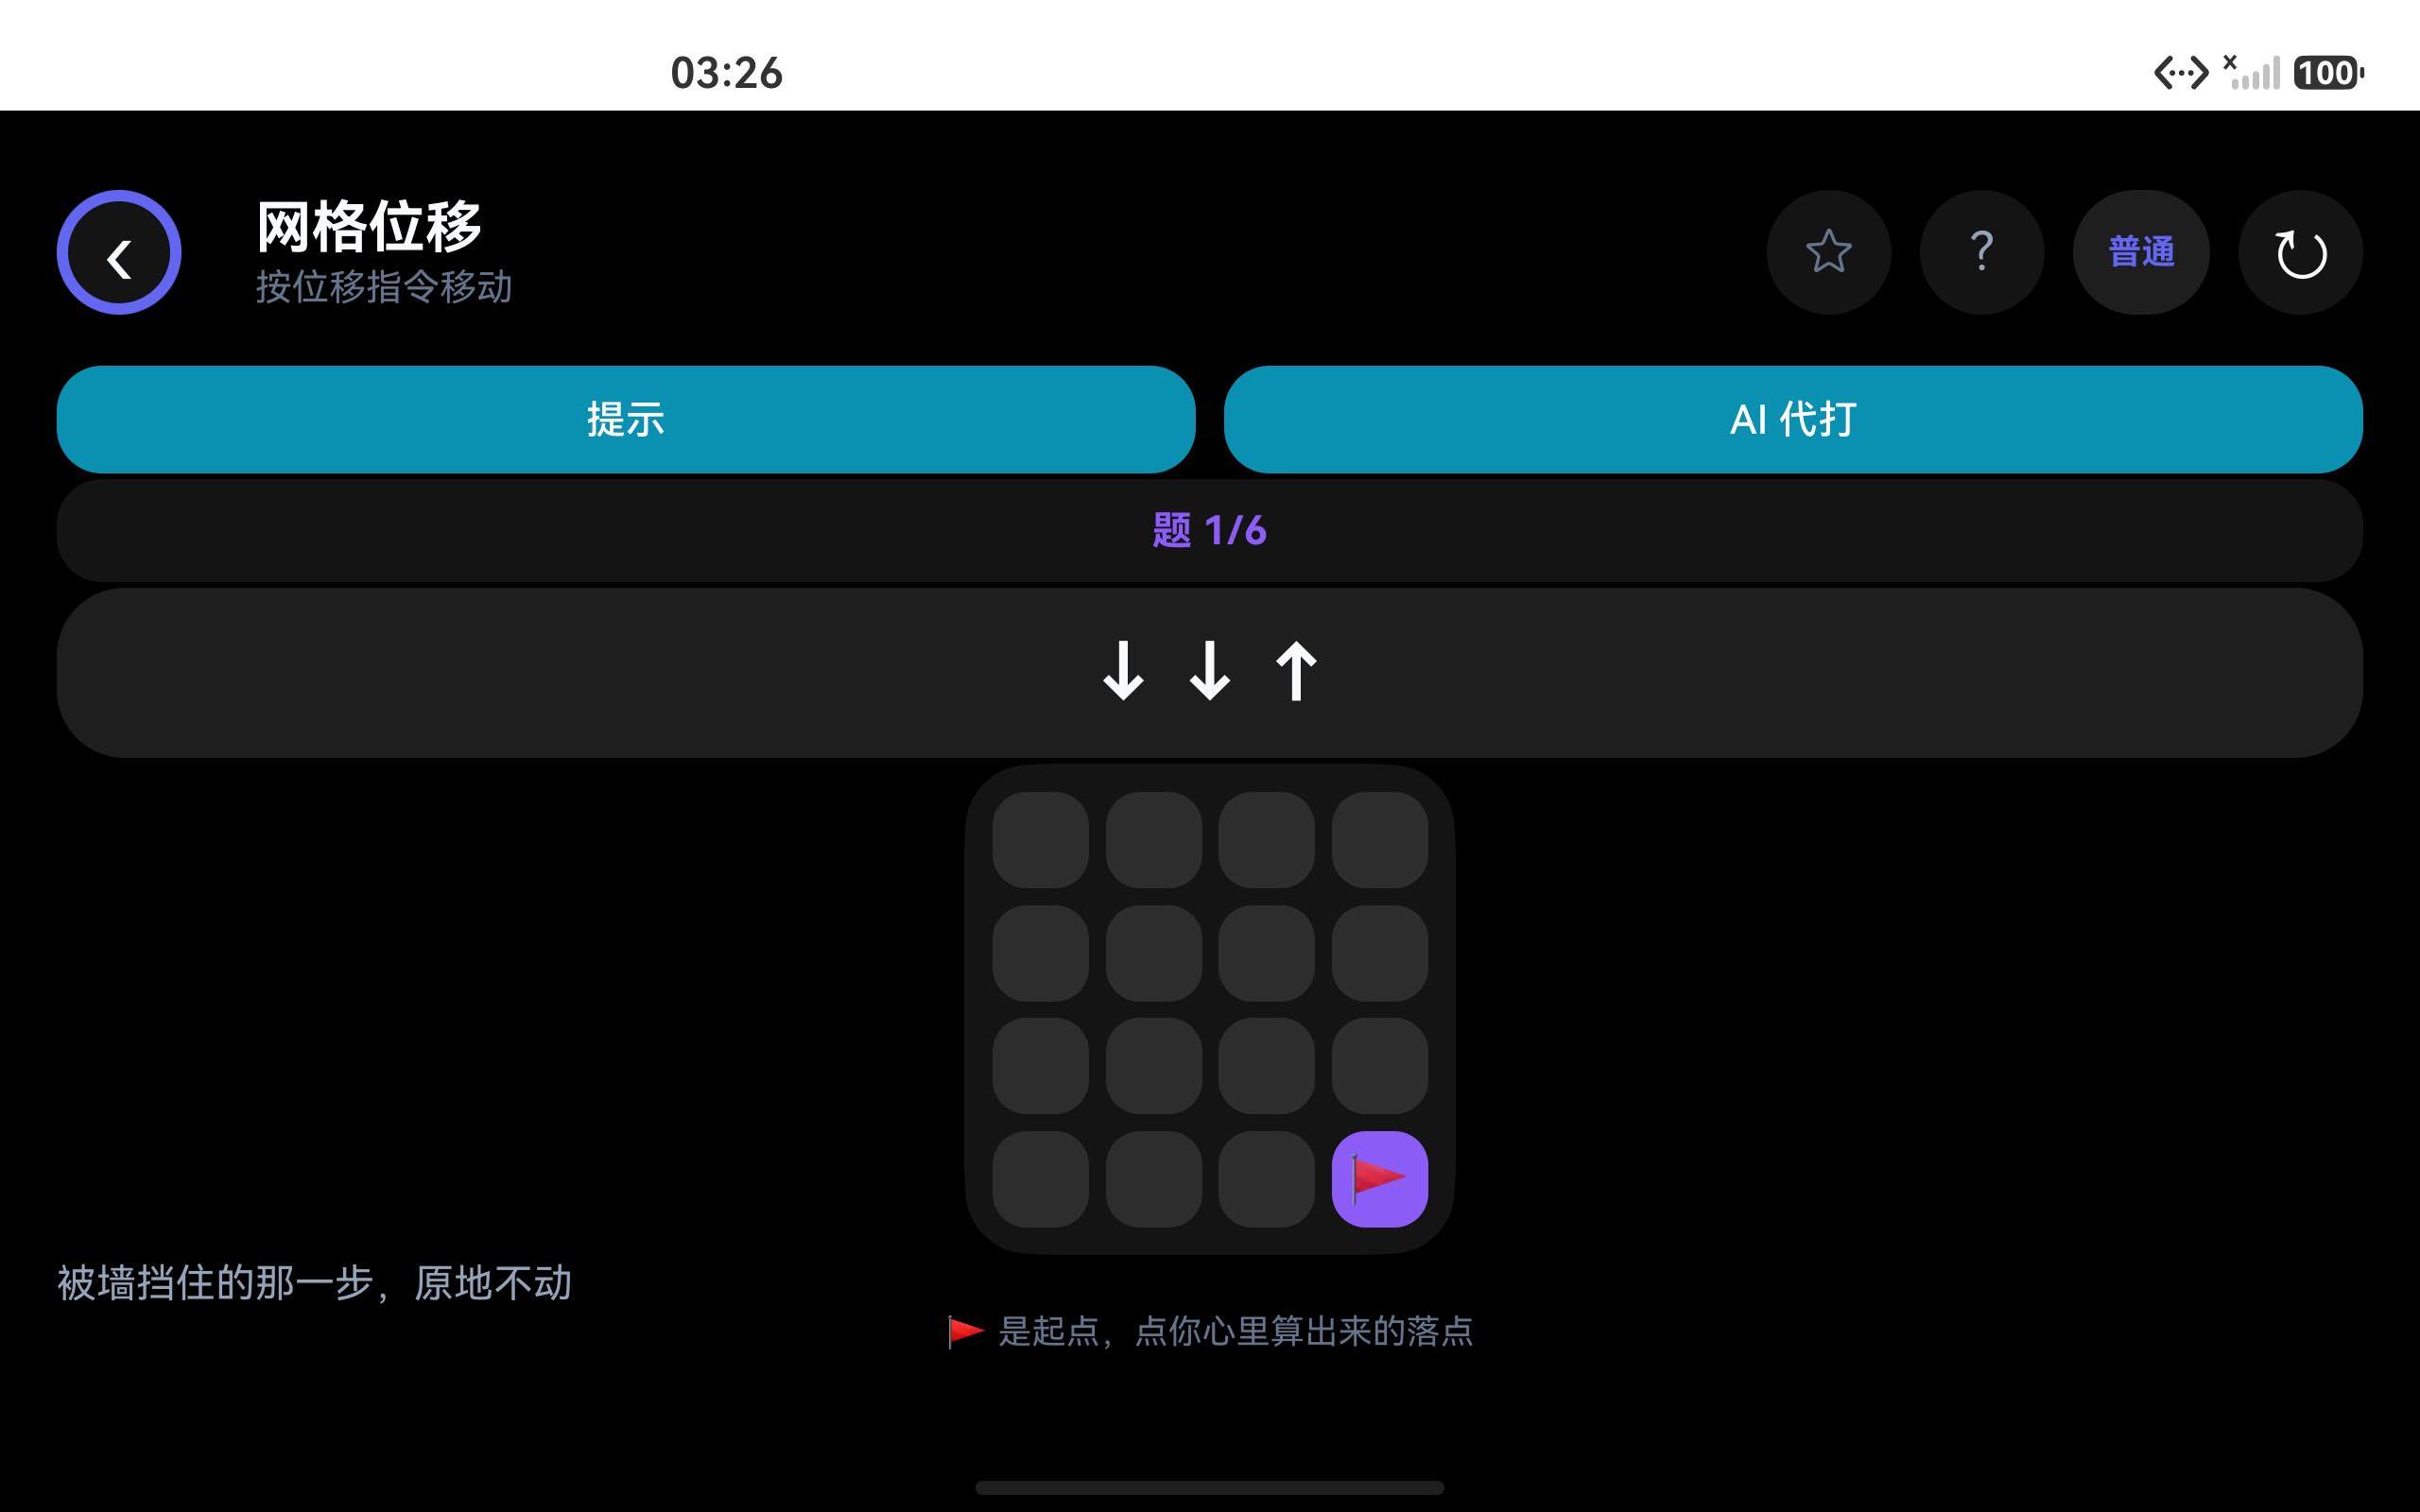 03:26
100
网格位移
按位移指令移动
?
普通
提示
AI 代打
题 1/6
↓ ↓ ↑
被墙挡住的那一步，原地不动
🚩 是起点，点你心里算出来的落点